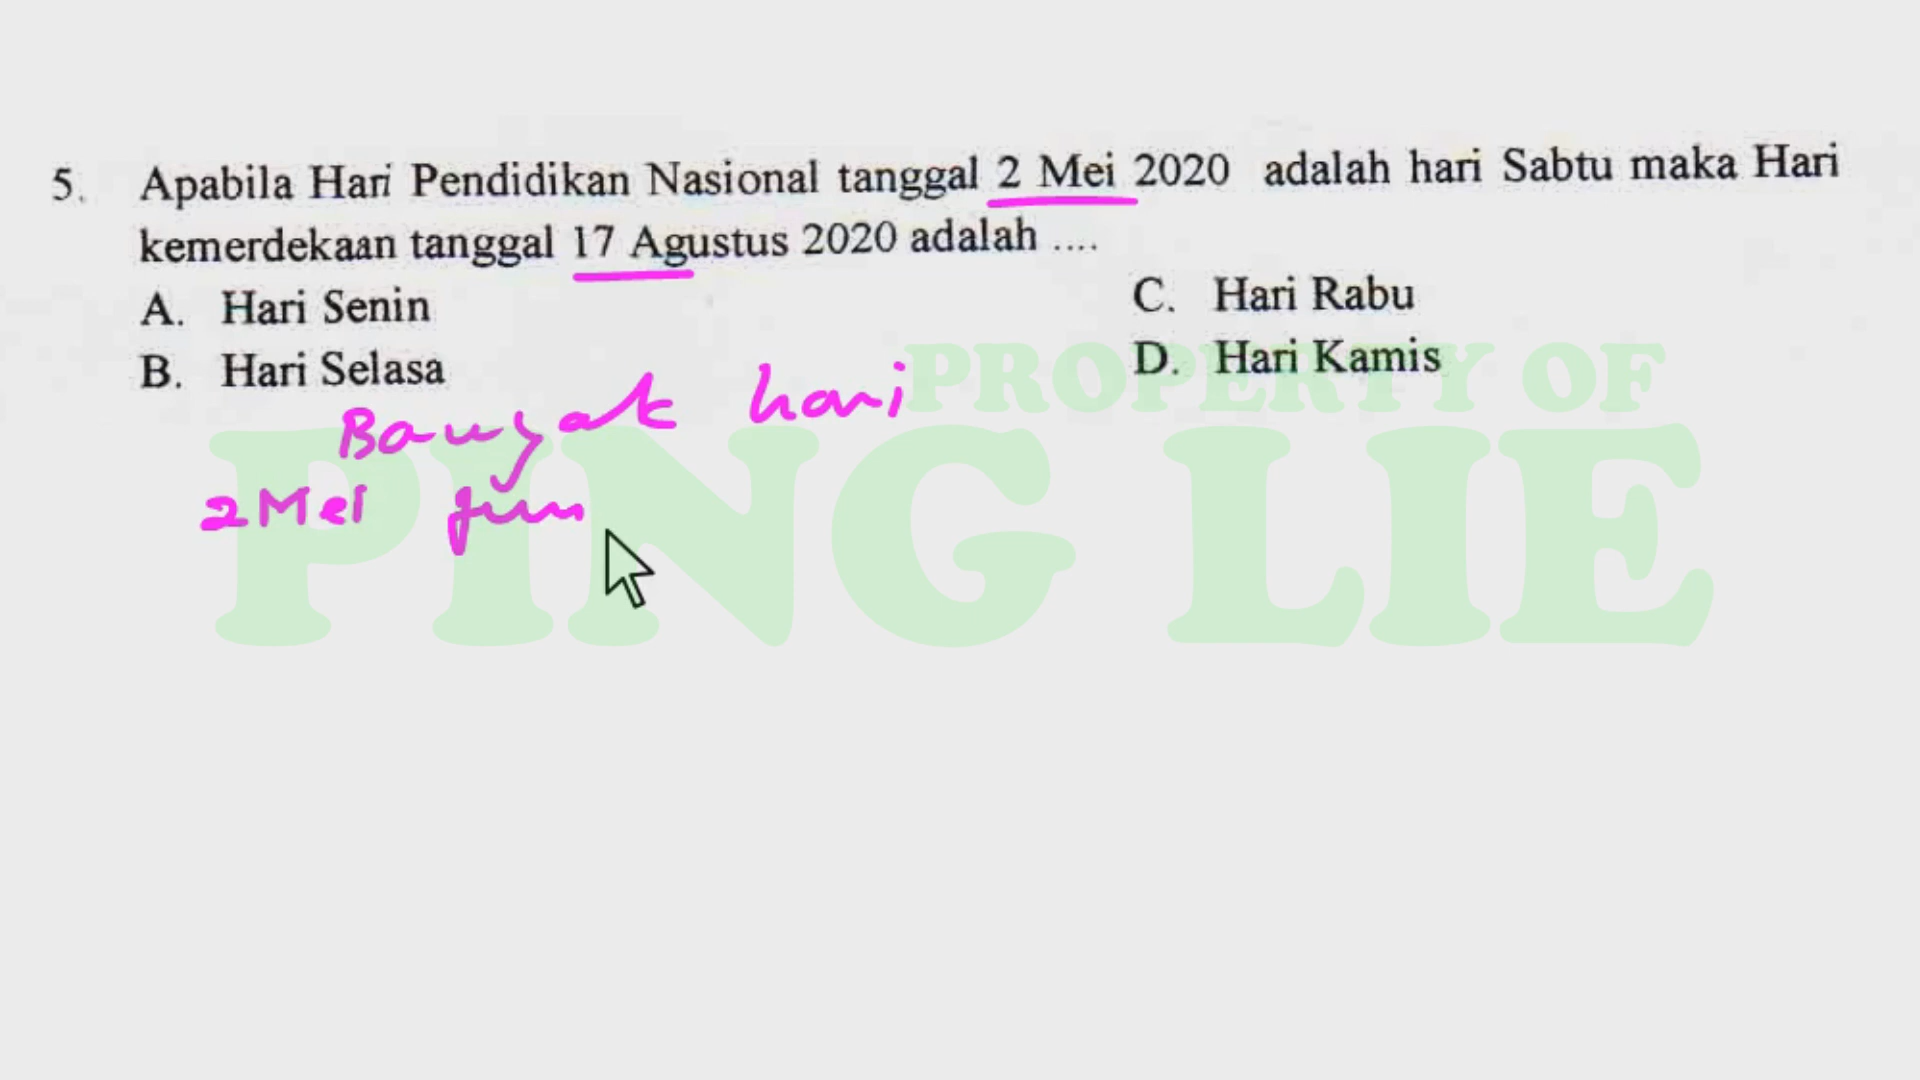 5. Apabila Hari Pendidikan Nasional tanggal 2 Mei 2020 adalah hari Sabtu maka Hari
kemerdekaan tanggal 17 Agustus 2020 adalah ....
A. Hari Senin
B. Hari Selasa
C. Hari Rabu
D. Hari Kamis
Banyak hari
2 Mei Jun
PROPERTY OF
PING LIE